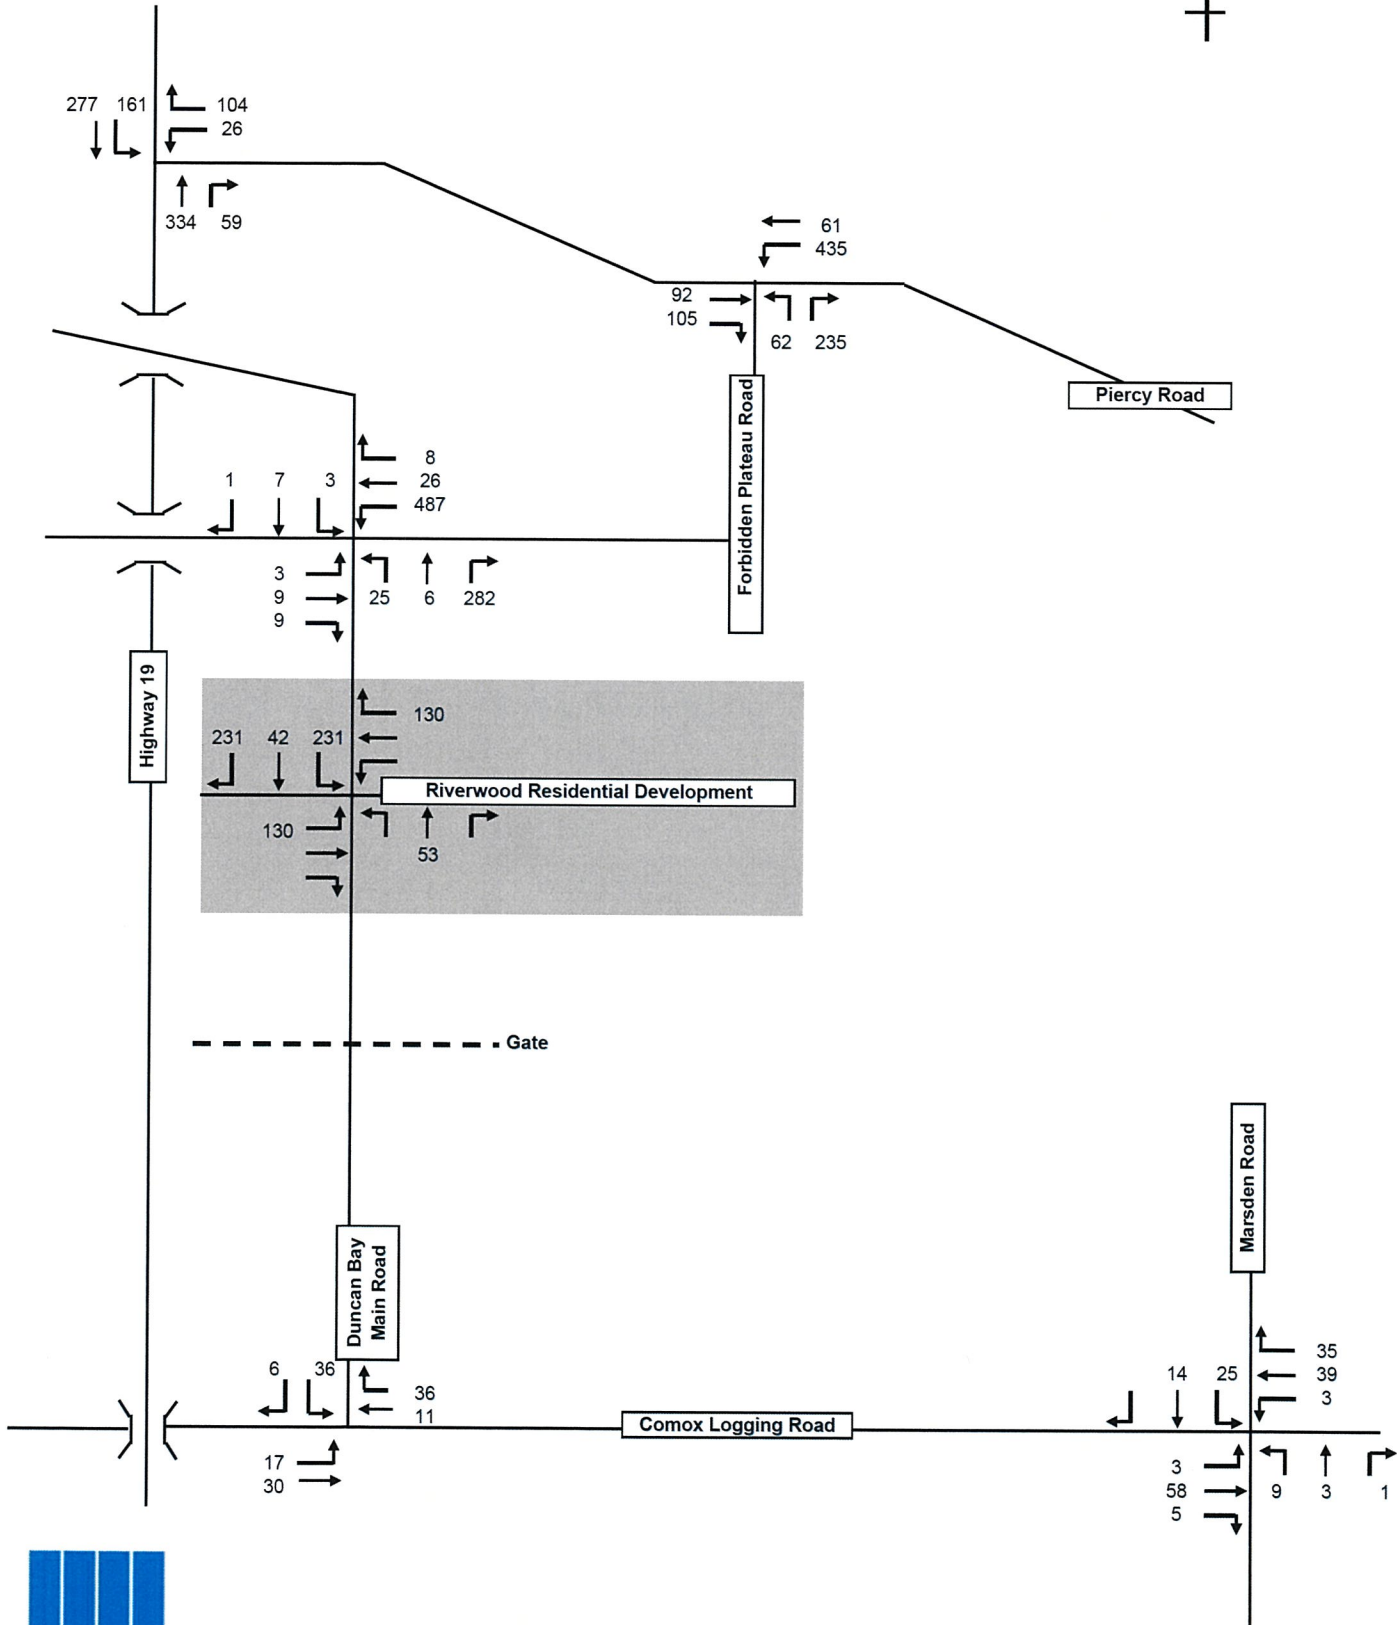 277 161 104
26
334 59
61
435
92
105
62 235
Piercy Road
Forbidden Plateau Road
8
1 7 3 26
487
3
9 25 6 282
9
Highway 19
130
231 42 231
Riverwood Residential Development
130
53
Gate
Marsden Road
Duncan Bay
Main Road
6 36
36
11
Comox Logging Road
17
30
35
14 25 39
3
3
58 9 3 1
5